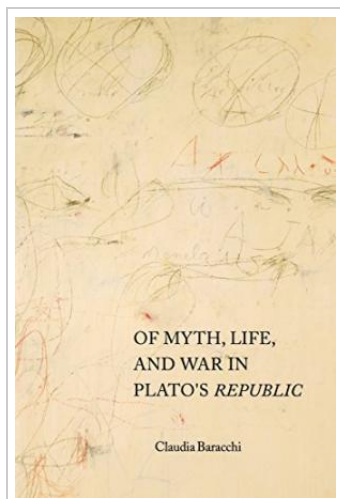 OF MYTH, LIFE,
AND WAR IN
PLATO'S REPUBLIC
Claudia Baracchi